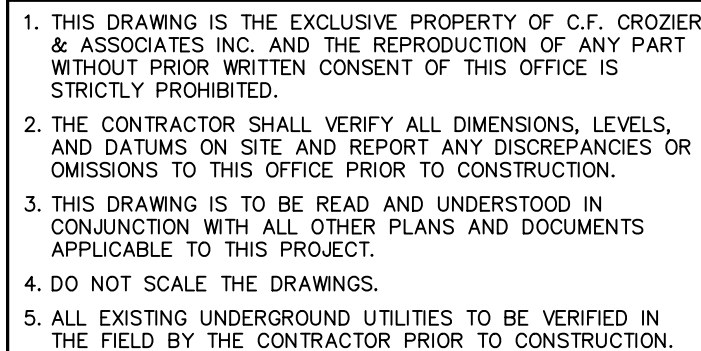 1. THIS DRAWING IS THE EXCLUSIVE PROPERTY OF C.F. CROZIER
& ASSOCIATES INC. AND THE REPRODUCTION OF ANY PART
WITHOUT PRIOR WRITTEN CONSENT OF THIS OFFICE IS
STRICTLY PROHIBITED.
2. THE CONTRACTOR SHALL VERIFY ALL DIMENSIONS, LEVELS,
AND DATUMS ON SITE AND REPORT ANY DISCREPANCIES OR
OMISSIONS TO THIS OFFICE PRIOR TO CONSTRUCTION.
3. THIS DRAWING IS TO BE READ AND UNDERSTOOD IN
CONJUNCTION WITH ALL OTHER PLANS AND DOCUMENTS
APPLICABLE TO THIS PROJECT.
4. DO NOT SCALE THE DRAWINGS.
5. ALL EXISTING UNDERGROUND UTILITIES TO BE VERIFIED IN
THE FIELD BY THE CONTRACTOR PRIOR TO CONSTRUCTION.